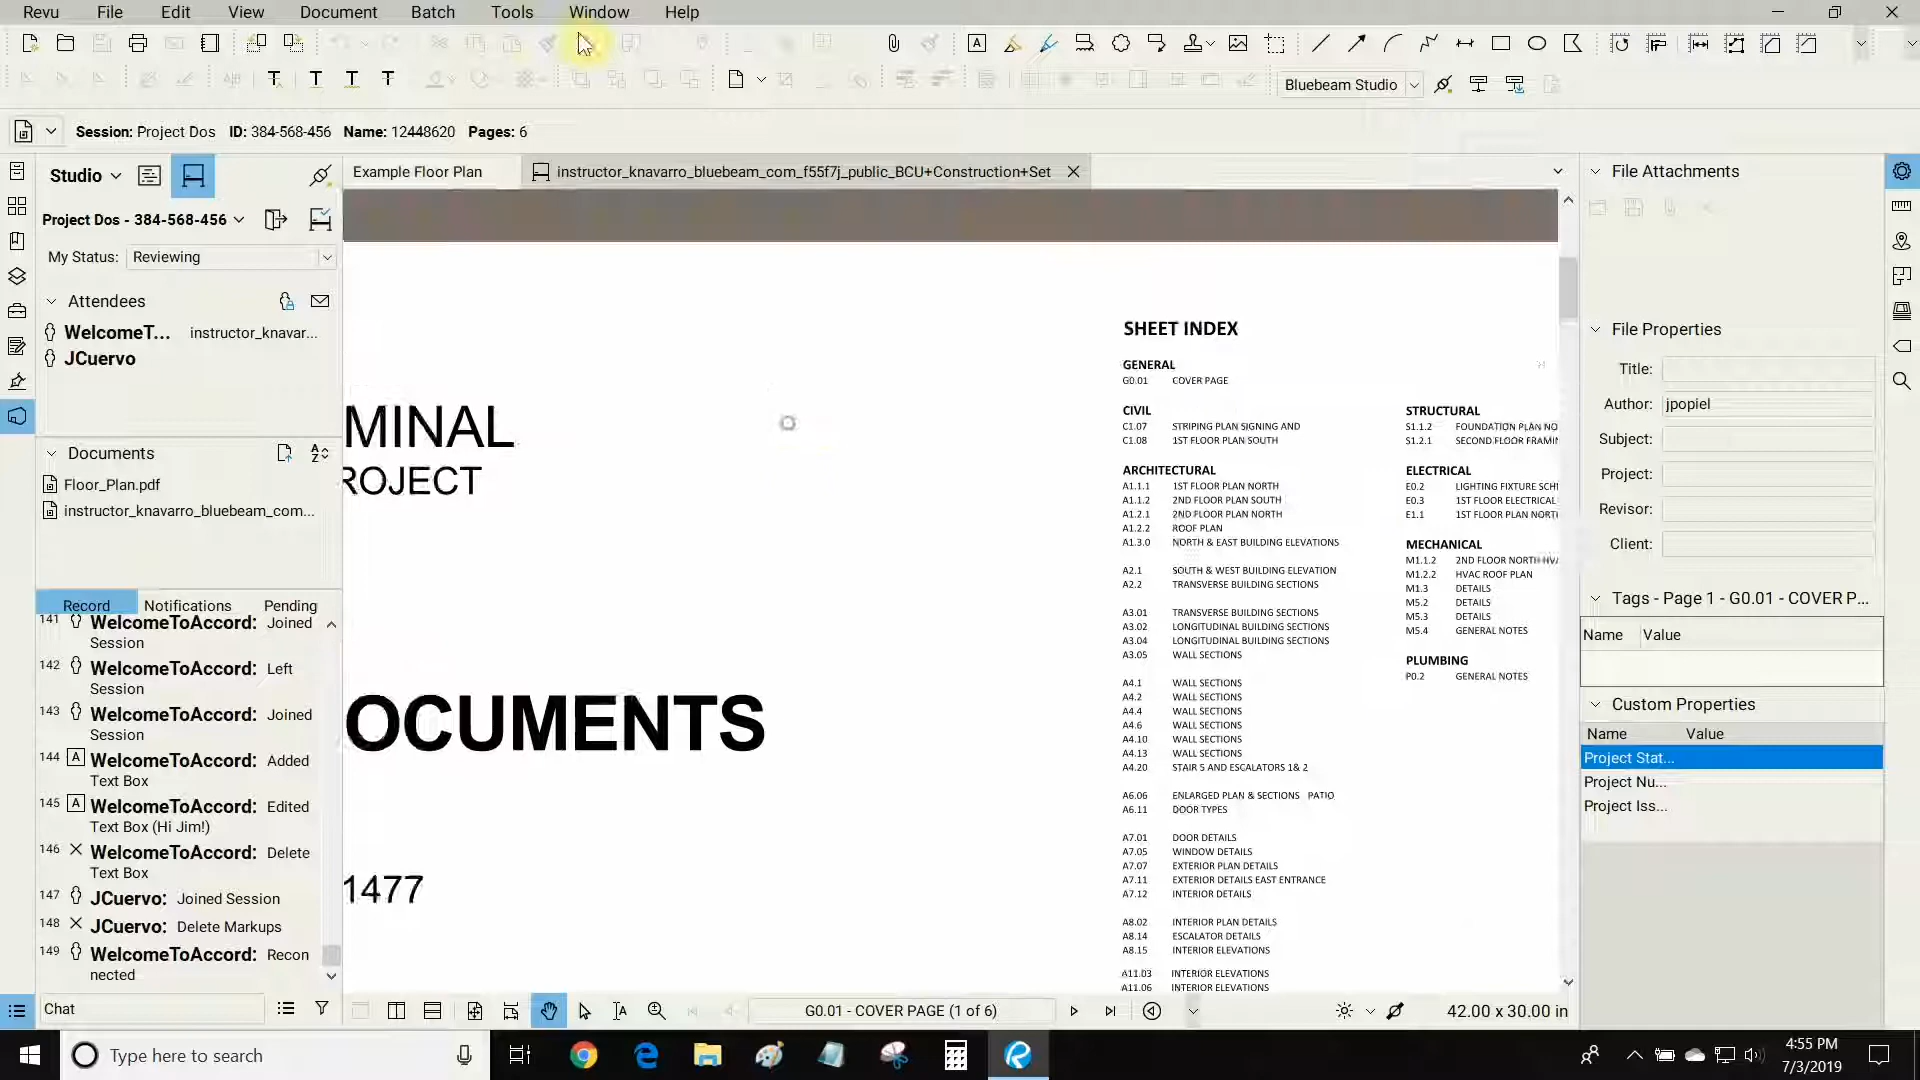 Revu File Edit View Document Batch Tools Window Help
Bluebeam Studio
Session: Project Dos ID: 384-568-456 Name: 12448620 Pages: 6
Studio
Project Dos - 384-568-456
My Status: Reviewing
Attendees
WelcomeT... instructor_knavar...
JCuervo
Documents
Floor_Plan.pdf
instructor_knavarro_bluebeam_com...
Record Notifications Pending
141 WelcomeToAccord: Joined
Session
142 WelcomeToAccord: Left
Session
143 WelcomeToAccord: Joined
Session
144 WelcomeToAccord: Added
Text Box
145 WelcomeToAccord: Edited
Text Box (Hi Jim!)
146 WelcomeToAccord: Delete
Text Box
147 JCuervo: Joined Session
148 JCuervo: Delete Markups
149 WelcomeToAccord: Recon
nected
Chat
Example Floor Plan instructor_knavarro_bluebeam_com_f55f7j_public_BCU+Construction+Set
MINAL
ROJECT
OCUMENTS
1477
SHEET INDEX
GENERAL
G0.01 COVER PAGE
CIVIL
C1.07 STRIPING PLAN SIGNING AND
C1.08 1ST FLOOR PLAN SOUTH
ARCHITECTURAL
A1.1.1 1ST FLOOR PLAN NORTH
A1.1.2 2ND FLOOR PLAN SOUTH
A1.2.1 2ND FLOOR PLAN NORTH
A1.2.2 ROOF PLAN
A1.3.0 NORTH & EAST BUILDING ELEVATIONS
A2.1 SOUTH & WEST BUILDING ELEVATION
A2.2 TRANSVERSE BUILDING SECTIONS
A3.01 TRANSVERSE BUILDING SECTIONS
A3.02 LONGITUDINAL BUILDING SECTIONS
A3.04 LONGITUDINAL BUILDING SECTIONS
A3.05 WALL SECTIONS
A4.1 WALL SECTIONS
A4.2 WALL SECTIONS
A4.4 WALL SECTIONS
A4.6 WALL SECTIONS
A4.10 WALL SECTIONS
A4.13 WALL SECTIONS
A4.20 STAIR 5 AND ESCALATORS 1& 2
A6.06 ENLARGED PLAN & SECTIONS PATIO
A6.11 DOOR TYPES
A7.01 DOOR DETAILS
A7.05 WINDOW DETAILS
A7.07 EXTERIOR PLAN DETAILS
A7.11 EXTERIOR DETAILS EAST ENTRANCE
A7.12 INTERIOR DETAILS
A8.02 INTERIOR PLAN DETAILS
A8.14 ESCALATOR DETAILS
A8.15 INTERIOR ELEVATIONS
A11.03 INTERIOR ELEVATIONS
A11.06 INTERIOR ELEVATIONS
STRUCTURAL
S1.1.2 FOUNDATION PLAN NO
S1.2.1 SECOND FLOOR FRAMIN
ELECTRICAL
E0.2 LIGHTING FIXTURE SCH
E0.3 1ST FLOOR ELECTRICAL
E1.1 1ST FLOOR PLAN NORT
MECHANICAL
M1.1.2 2ND FLOOR NORTH HVA
M1.2.2 HVAC ROOF PLAN
M1.3 DETAILS
M5.2 DETAILS
M5.3 DETAILS
M5.4 GENERAL NOTES
PLUMBING
P0.2 GENERAL NOTES
G0.01 - COVER PAGE (1 of 6)
42.00 x 30.00 in
File Attachments
File Properties
Title:
Author: jpopiel
Subject:
Project:
Revisor:
Client:
Tags - Page 1 - G0.01 - COVER P...
Name Value
Custom Properties
Name Value
Project Stat...
Project Nu...
Project Iss...
Type here to search
4:55 PM
7/3/2019